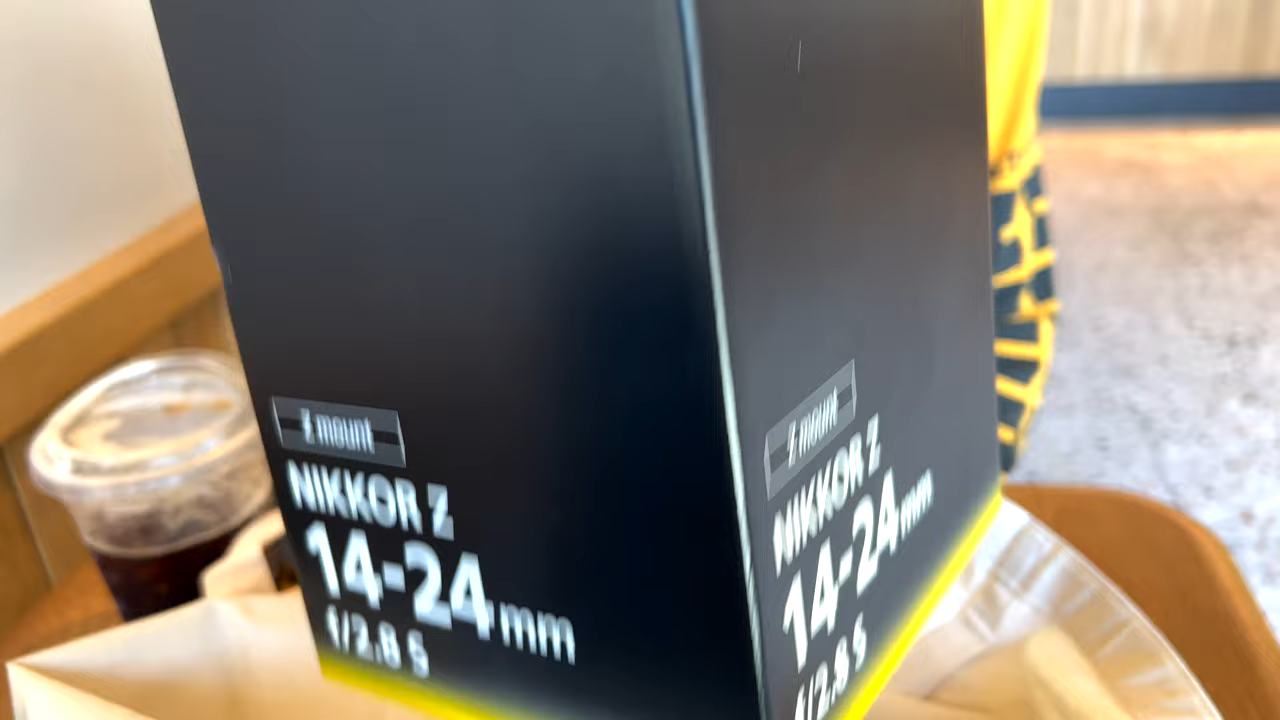 Z mount
NIKKOR Z
14-24mm
f/2.8 S
Z mount
NIKKOR Z
14-24mm
f/2.8 S